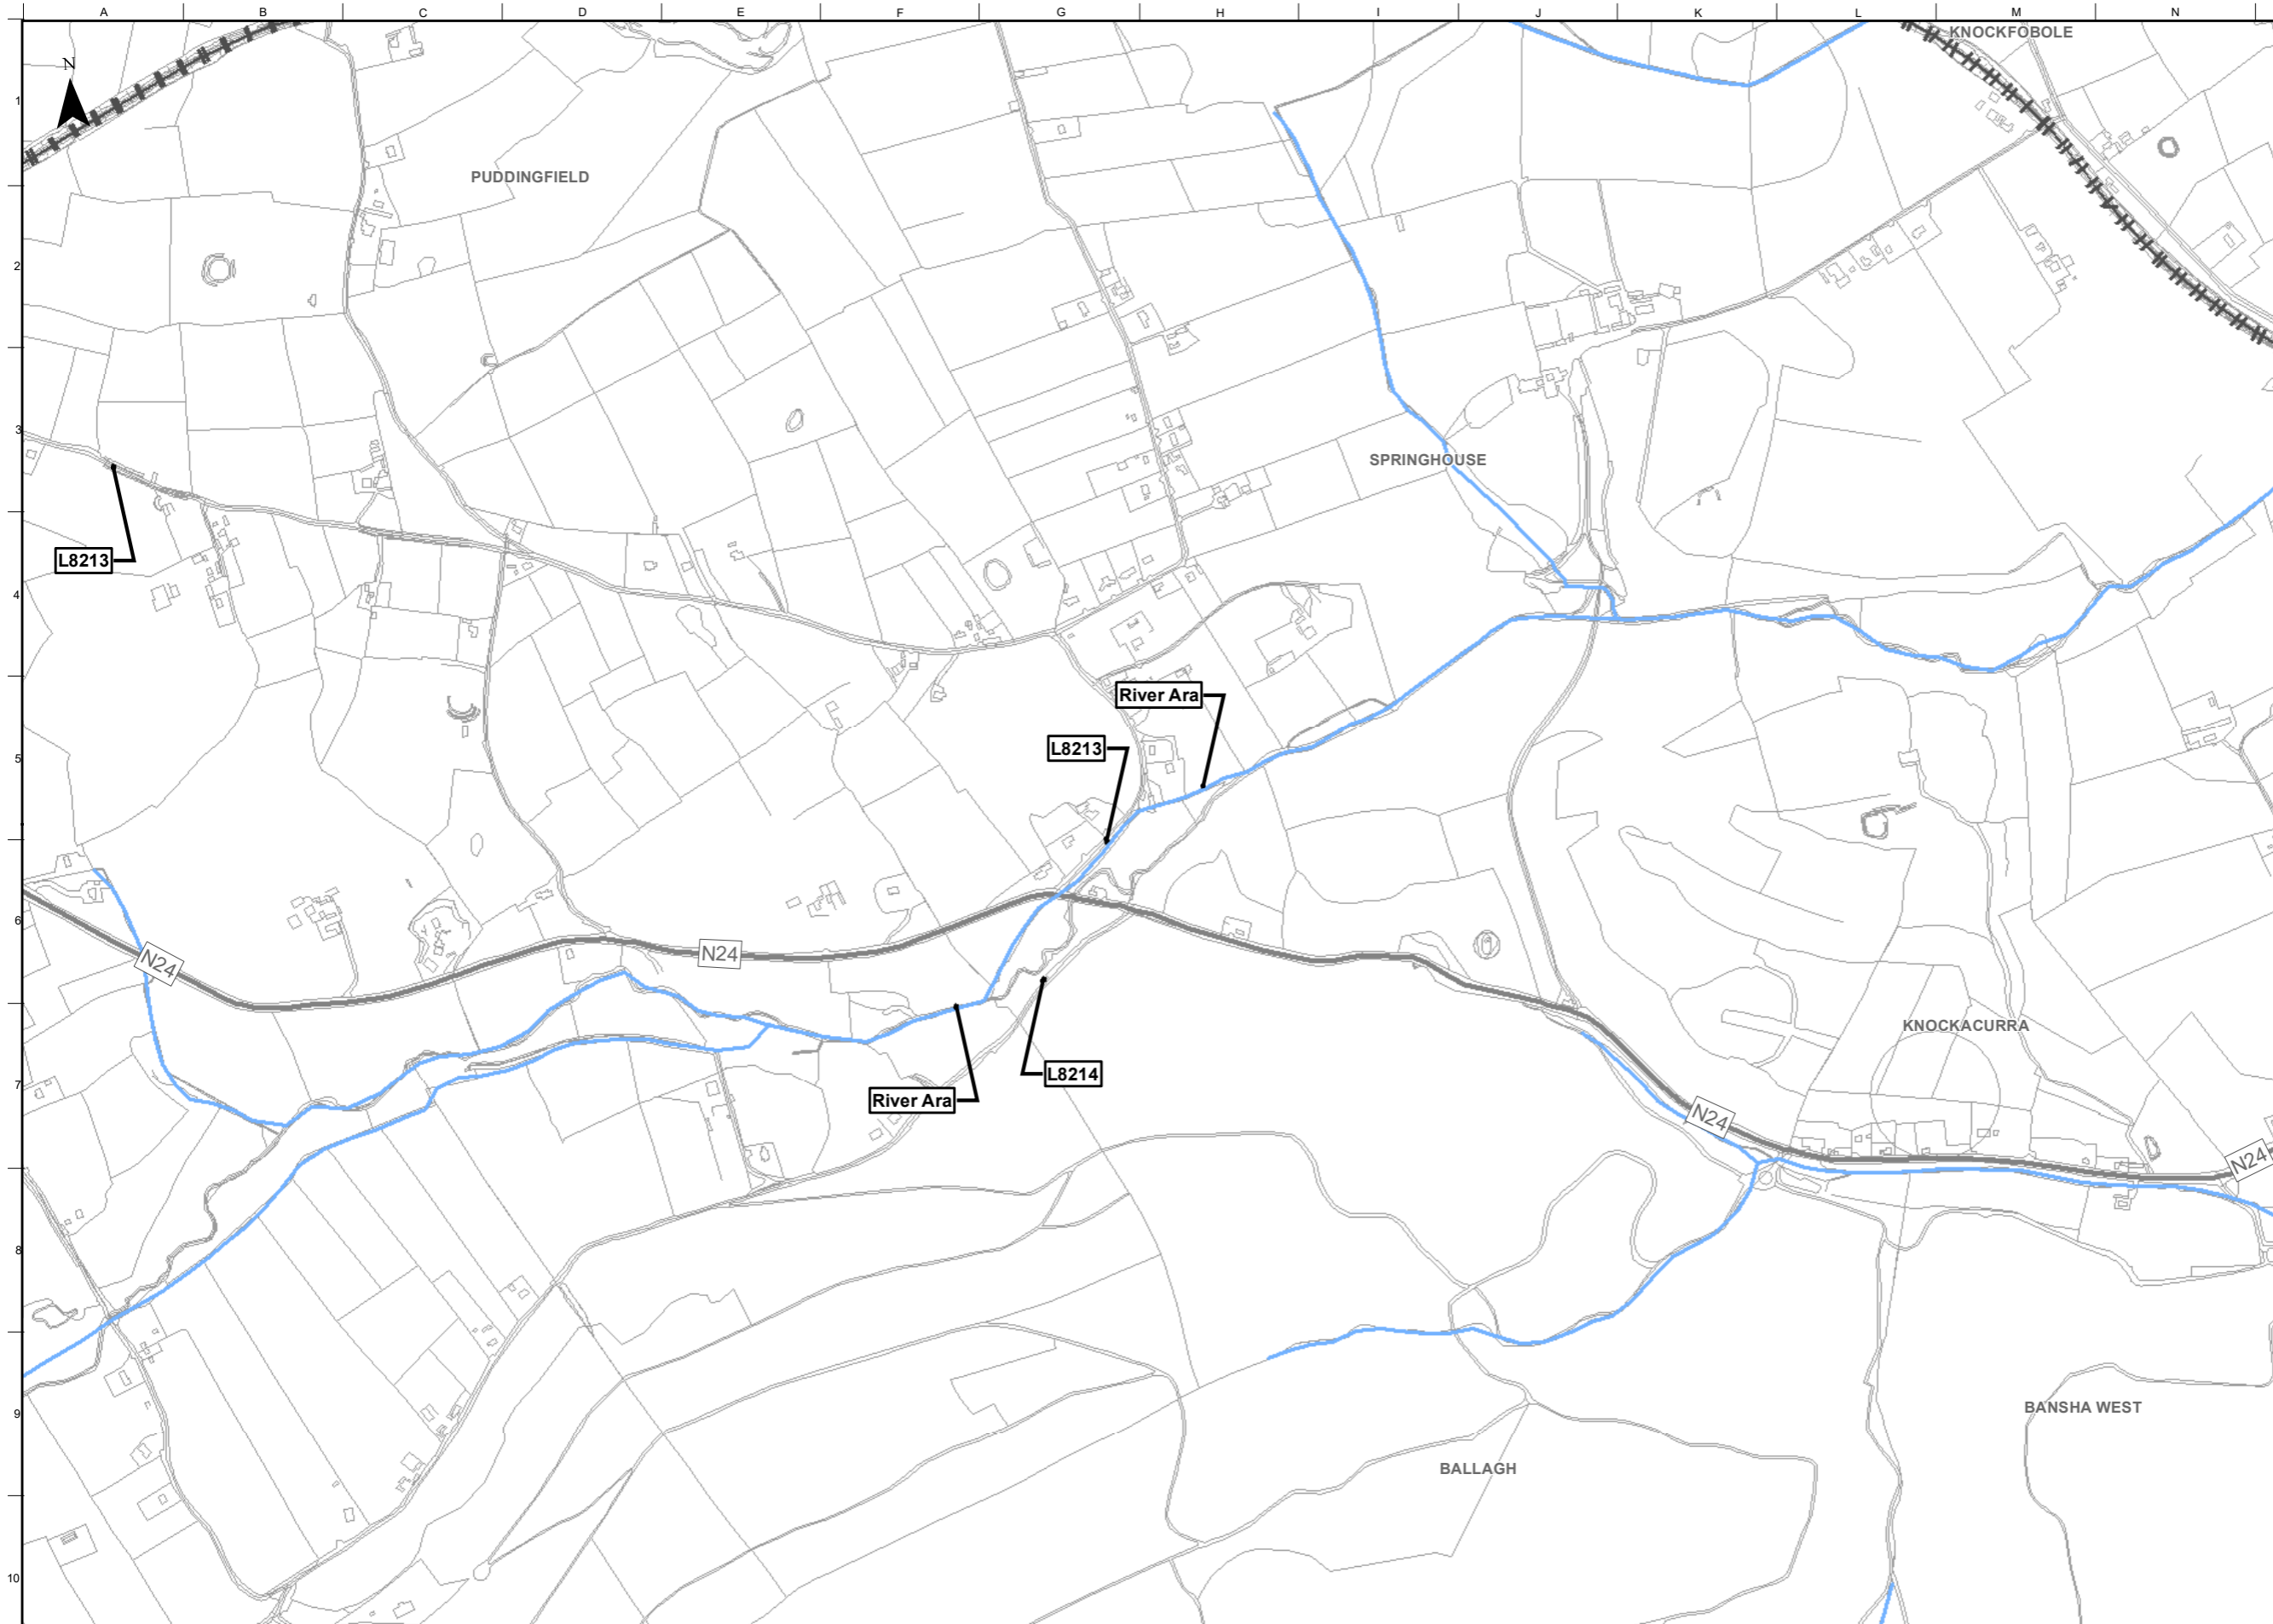 A B C D E F G H I J K L M N
KNOCKFOBOLE
N
1
PUDDINGFIELD
2
3
SPRINGHOUSE
L8213
4
River Ara
L8213
5
6
N24
N24
KNOCKACURRA
L8214
7
River Ara
N24
N24
8
BANSHA WEST
9
BALLAGH
10